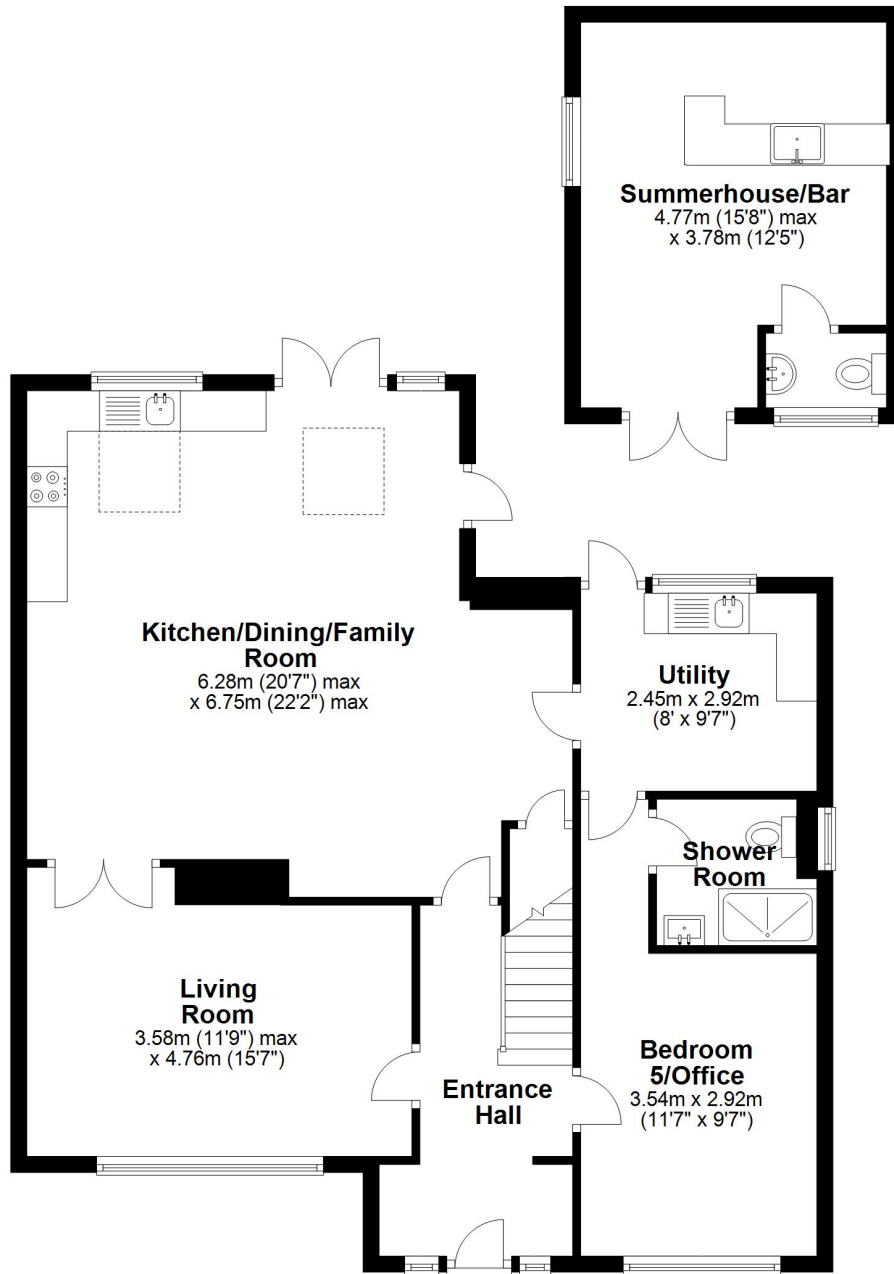 Summerhouse/Bar
4.77m (15'8") max
x 3.78m (12'5")
Kitchen/Dining/Family
Room
6.28m (20'7") max
x 6.75m (22'2") max
Utility
2.45m x 2.92m
(8' x 9'7")
Shower
Room
Living
Room
3.58m (11'9") max
x 4.76m (15'7")
Entrance
Hall
Bedroom
5/Office
3.54m x 2.92m
(11'7" x 9'7")